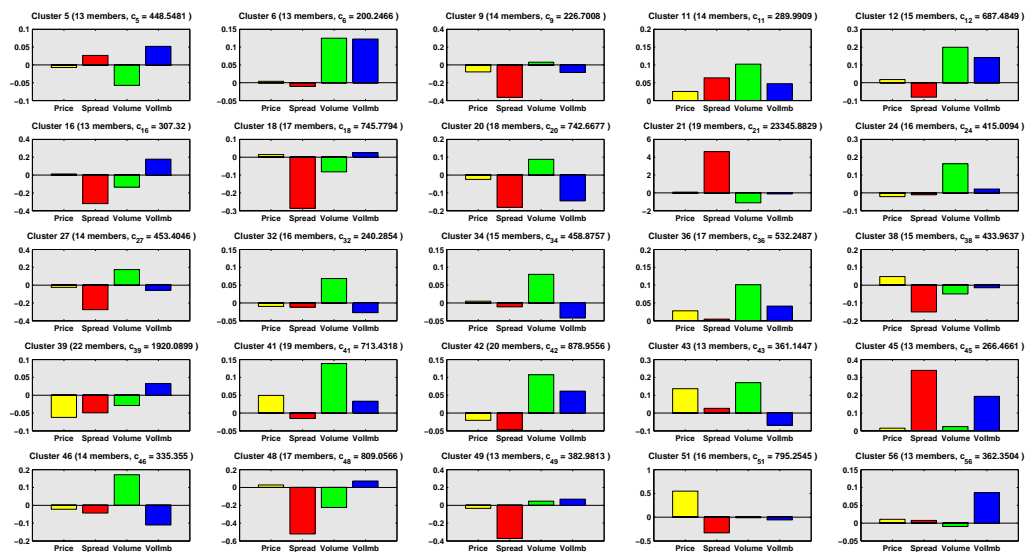 Cluster 5 (13 members, c5 = 448.5481)
0.1
0.05
0
−0.05
−0.1
Price Spread Volume VolImb
Cluster 6 (13 members, c6 = 200.2466)
0.15
0.1
0.05
0
−0.05
Price Spread Volume VolImb
Cluster 9 (14 members, c9 = 226.7008)
0.2
0
−0.2
−0.4
Price Spread Volume VolImb
Cluster 11 (14 members, c11 = 289.9909)
0.15
0.1
0.05
0
Price Spread Volume VolImb
Cluster 12 (15 members, c12 = 687.4849)
0.3
0.2
0.1
0
−0.1
Price Spread Volume VolImb
Cluster 16 (13 members, c16 = 307.32)
0.4
0.2
0
−0.2
−0.4
Price Spread Volume VolImb
Cluster 18 (17 members, c18 = 745.7794)
0.1
0
−0.1
−0.2
−0.3
Price Spread Volume VolImb
Cluster 20 (18 members, c20 = 742.6677)
0.2
0.1
0
−0.1
−0.2
Price Spread Volume VolImb
Cluster 21 (19 members, c21 = 23345.8829)
6
4
2
0
−2
Price Spread Volume VolImb
Cluster 24 (16 members, c24 = 415.0094)
0.3
0.2
0.1
0
−0.1
Price Spread Volume VolImb
Cluster 27 (14 members, c27 = 453.4046)
0.4
0.2
0
−0.2
−0.4
Price Spread Volume VolImb
Cluster 32 (16 members, c32 = 240.2854)
0.15
0.1
0.05
0
−0.05
Price Spread Volume VolImb
Cluster 34 (15 members, c34 = 458.8757)
0.15
0.1
0.05
0
−0.05
Price Spread Volume VolImb
Cluster 36 (17 members, c36 = 532.2487)
0.2
0.15
0.1
0.05
0
Price Spread Volume VolImb
Cluster 38 (15 members, c38 = 433.9637)
0.1
0
−0.1
−0.2
Price Spread Volume VolImb
Cluster 39 (22 members, c39 = 1920.0899)
0.1
0.05
0
−0.05
−0.1
Price Spread Volume VolImb
Cluster 41 (19 members, c41 = 713.4318)
0.15
0.1
0.05
0
−0.05
Price Spread Volume VolImb
Cluster 42 (20 members, c42 = 878.9556)
0.15
0.1
0.05
0
−0.05
Price Spread Volume VolImb
Cluster 43 (13 members, c43 = 361.1447)
0.3
0.2
0.1
0
−0.1
Price Spread Volume VolImb
Cluster 45 (13 members, c45 = 266.4661)
0.4
0.3
0.2
0.1
0
Price Spread Volume VolImb
Cluster 46 (14 members, c46 = 335.355)
0.2
0.1
0
−0.1
−0.2
Price Spread Volume VolImb
Cluster 48 (17 members, c48 = 809.0566)
0.2
0
−0.2
−0.4
−0.6
Price Spread Volume VolImb
Cluster 49 (13 members, c49 = 382.9813)
0.4
0.2
0
−0.2
−0.4
Price Spread Volume VolImb
Cluster 51 (16 members, c51 = 795.2545)
1
0.5
0
−0.5
Price Spread Volume VolImb
Cluster 56 (13 members, c56 = 362.3504)
0.15
0.1
0.05
0
−0.05
Price Spread Volume VolImb